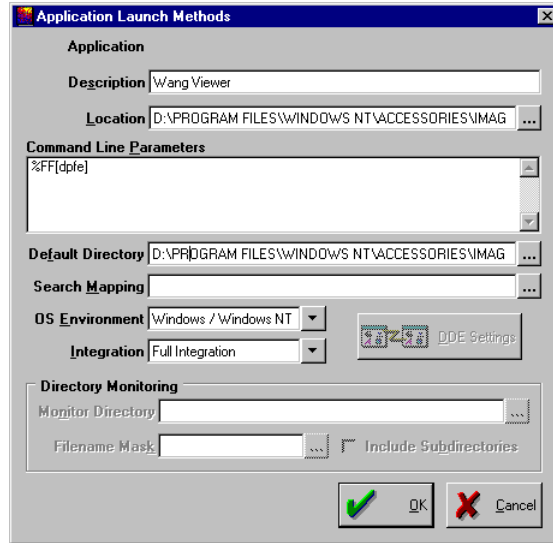 Application Launch Methods
Application
Description Wang Viewer
Location D:\PROGRAM FILES\WINDOWS NT\ACCESSORIES\IMAG ...
Command Line Parameters
%FF[dpfe]
Default Directory D:\PROGRAM FILES\WINDOWS NT\ACCESSORIES\IMAG ...
Search Mapping ...
OS Environment Windows / Windows NT
DDE Settings
Integration Full Integration
Directory Monitoring
Monitor Directory ...
Filename Mask ... Include Subdirectories
OK Cancel